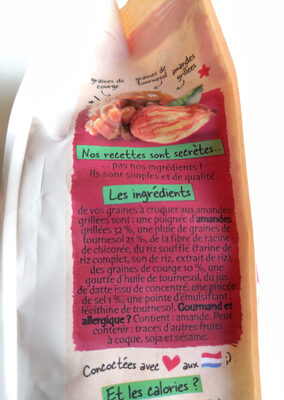 graines de
courge
graines de
tournesol
amandes
grillées
Nos recettes sont secrètes...
... pas nos ingrédients !
Ils sont simples et de qualité.
Les ingrédients
de vos graines à croquer aux amandes
grillées sont : une poignée d'amandes
grillées 32 %, une pluie de graines de
tournesol 21 %, de la fibre de racine
de chicorée, du riz soufflé (farine de
riz complet, son de riz, extrait de riz),
des graines de courge 10 %, une
goutte d'huile de tournesol, du jus
de datte issu de concentré, une pincée
de sel 1 %, une pointe d'émulsifiant :
lécithine de tournesol. Gourmand et
allergique ? Contient : amande. Peut
contenir : traces d'autres fruits
à coque, soja et sésame.
Concoctées avec ❤ aux ;)
Et les calories ?